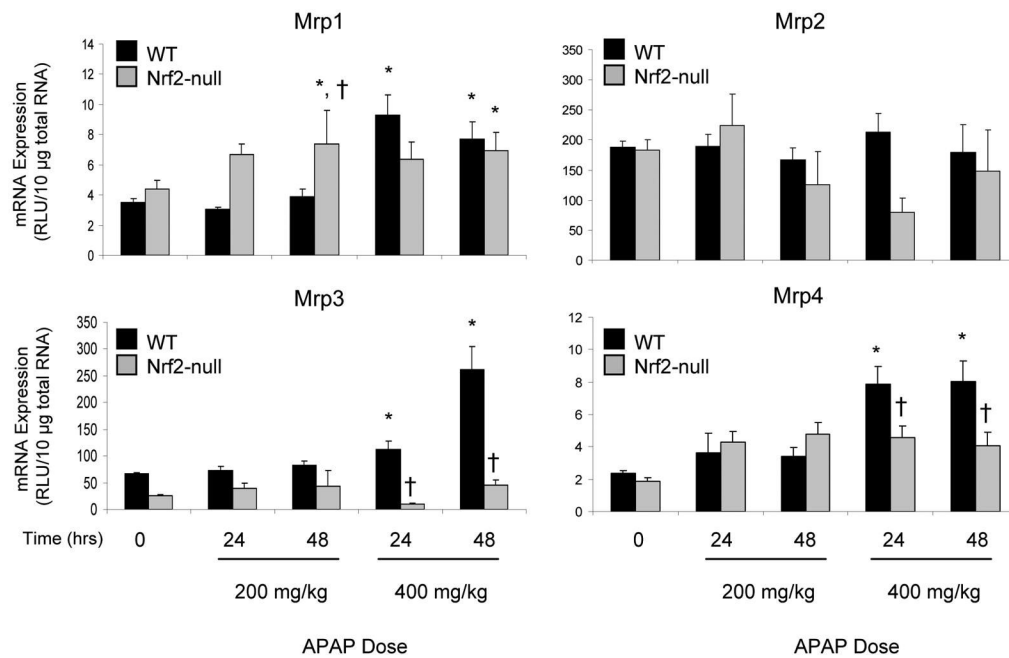 Mrp1
mRNA Expression
(RLU/10 µg total RNA)
14
12
10
8
6
4
2
0
WT
Nrf2-null
*, †
*
*
*
Mrp2
350
300
250
200
150
100
50
0
WT
Nrf2-null
Mrp3
mRNA Expression
(RLU/10 µg total RNA)
350
300
250
200
150
100
50
0
WT
Nrf2-null
*
†
*
†
Mrp4
12
10
8
6
4
2
0
WT
Nrf2-null
*
†
*
†
Time (hrs) 0 24 48 24 48
200 mg/kg 400 mg/kg
APAP Dose
0 24 48 24 48
200 mg/kg 400 mg/kg
APAP Dose